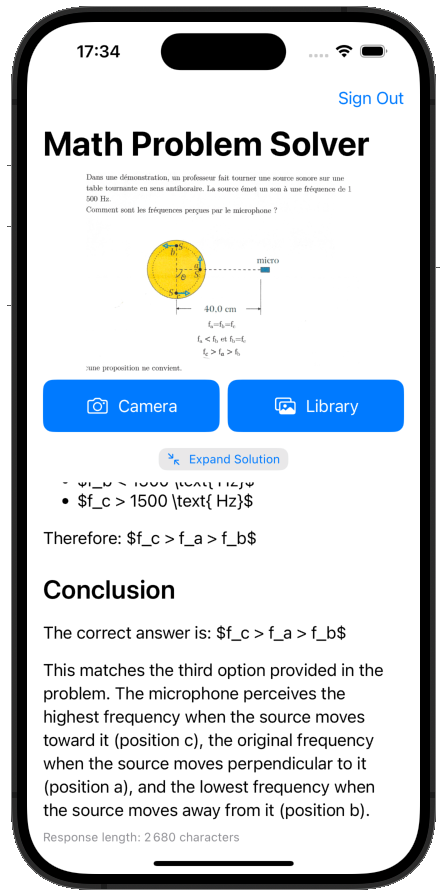 17:34
Sign Out
Math Problem Solver
Dans une démonstration, un professeur fait tourner une source sonore sur une
table tournante en sens antihoraire. La source émet un son à une fréquence de 1
500 Hz.
Comment sont les fréquences perçues par le microphone ?
b S
micro
a
S
S c
40.0 cm
fₐ=f_b=f_c
fₐ < f_b et f_b=f_c
f_c > fₐ > f_b
:une proposition ne convient.
Camera
Library
Expand Solution
• $f_b < 1500 \text{ Hz}$
• $f_c > 1500 \text{ Hz}$
Therefore: $f_c > f_a > f_b$
Conclusion
The correct answer is: $f_c > f_a > f_b$
This matches the third option provided in the
problem. The microphone perceives the
highest frequency when the source moves
toward it (position c), the original frequency
when the source moves perpendicular to it
(position a), and the lowest frequency when
the source moves away from it (position b).
Response length: 2 680 characters